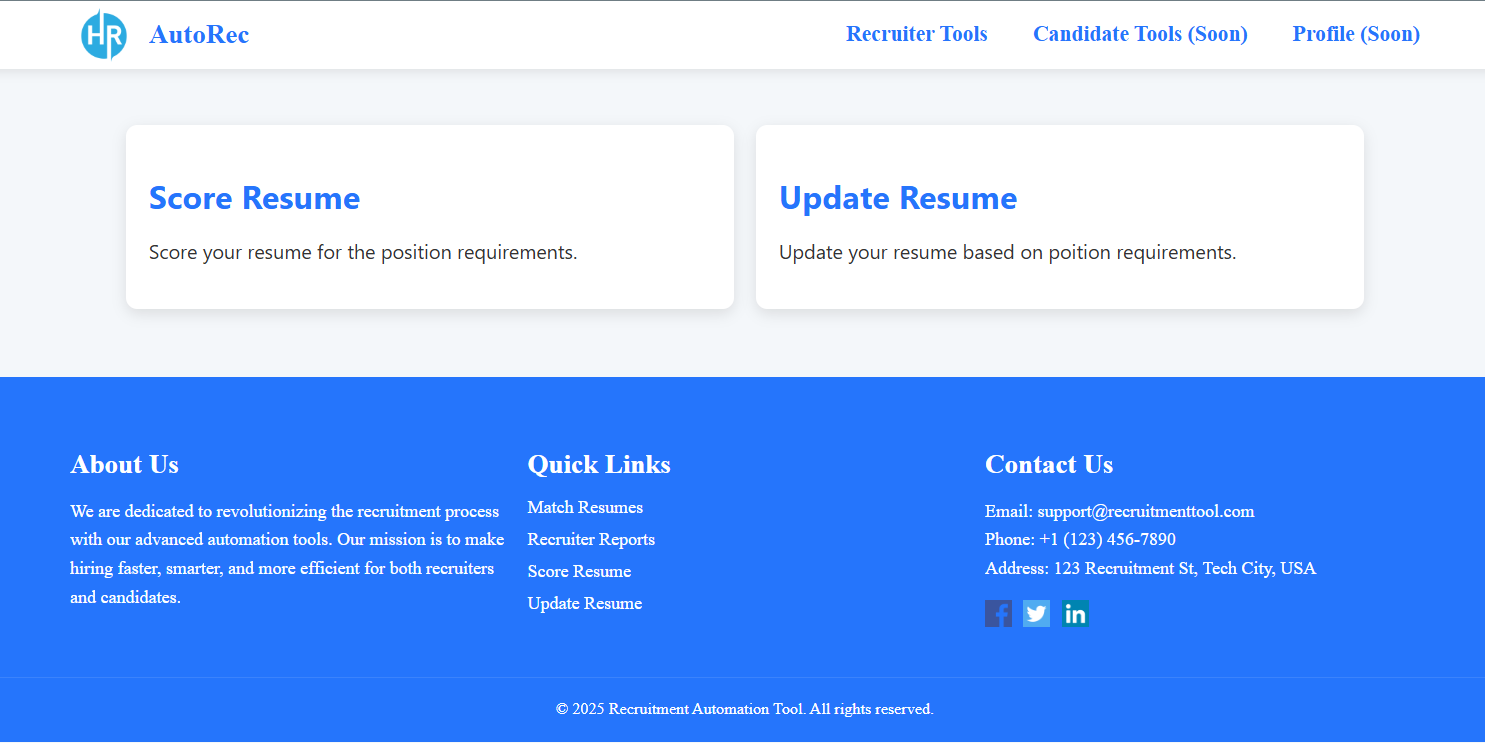 HR AutoRec
Recruiter Tools
Candidate Tools (Soon)
Profile (Soon)
Score Resume
Score your resume for the position requirements.
Update Resume
Update your resume based on poition requirements.
About Us
We are dedicated to revolutionizing the recruitment process
with our advanced automation tools. Our mission is to make
hiring faster, smarter, and more efficient for both recruiters
and candidates.
Quick Links
Match Resumes
Recruiter Reports
Score Resume
Update Resume
Contact Us
Email: support@recruitmenttool.com
Phone: +1 (123) 456-7890
Address: 123 Recruitment St, Tech City, USA
f
in
© 2025 Recruitment Automation Tool. All rights reserved.